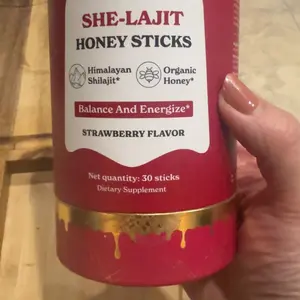 SHE-LAJIT
HONEY STICKS
Himalayan
Shilajit*
Organic
Honey*
Balance And Energize*
STRAWBERRY FLAVOR
Net quantity: 30 sticks
Dietary Supplement